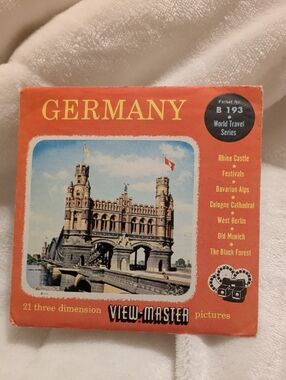 GERMANY
Packet No.
B 193
World Travel
Series
Rhine Castle
Festivals
Bavarian Alps
Cologne Cathedral
West Berlin
Old Munich
The Black Forest
21 three dimension VIEW-MASTER pictures